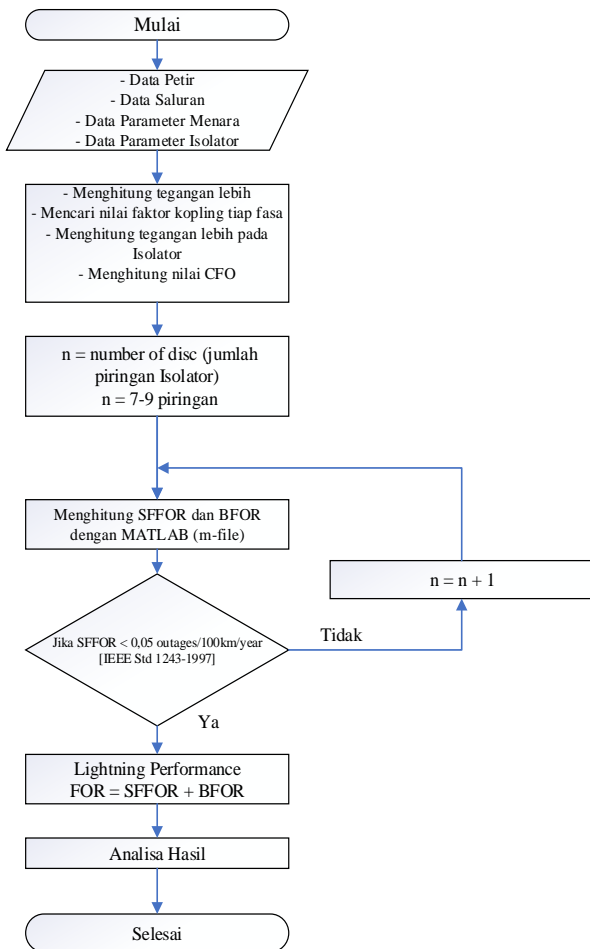 Mulai
- Data Petir
- Data Saluran
- Data Parameter Menara
- Data Parameter Isolator
- Menghitung tegangan lebih
- Mencari nilai faktor kopling tiap fasa
- Menghitung tegangan lebih pada
Isolator
- Menghitung nilai CFO
n = number of disc (jumlah
piringan Isolator)
n = 7-9 piringan
Menghitung SFFOR dan BFOR
dengan MATLAB (m-file)
n = n + 1
Jika SFFOR < 0,05 outages/100km/year
[IEEE Std 1243-1997]
Tidak
Ya
Lightning Performance
FOR = SFFOR + BFOR
Analisa Hasil
Selesai